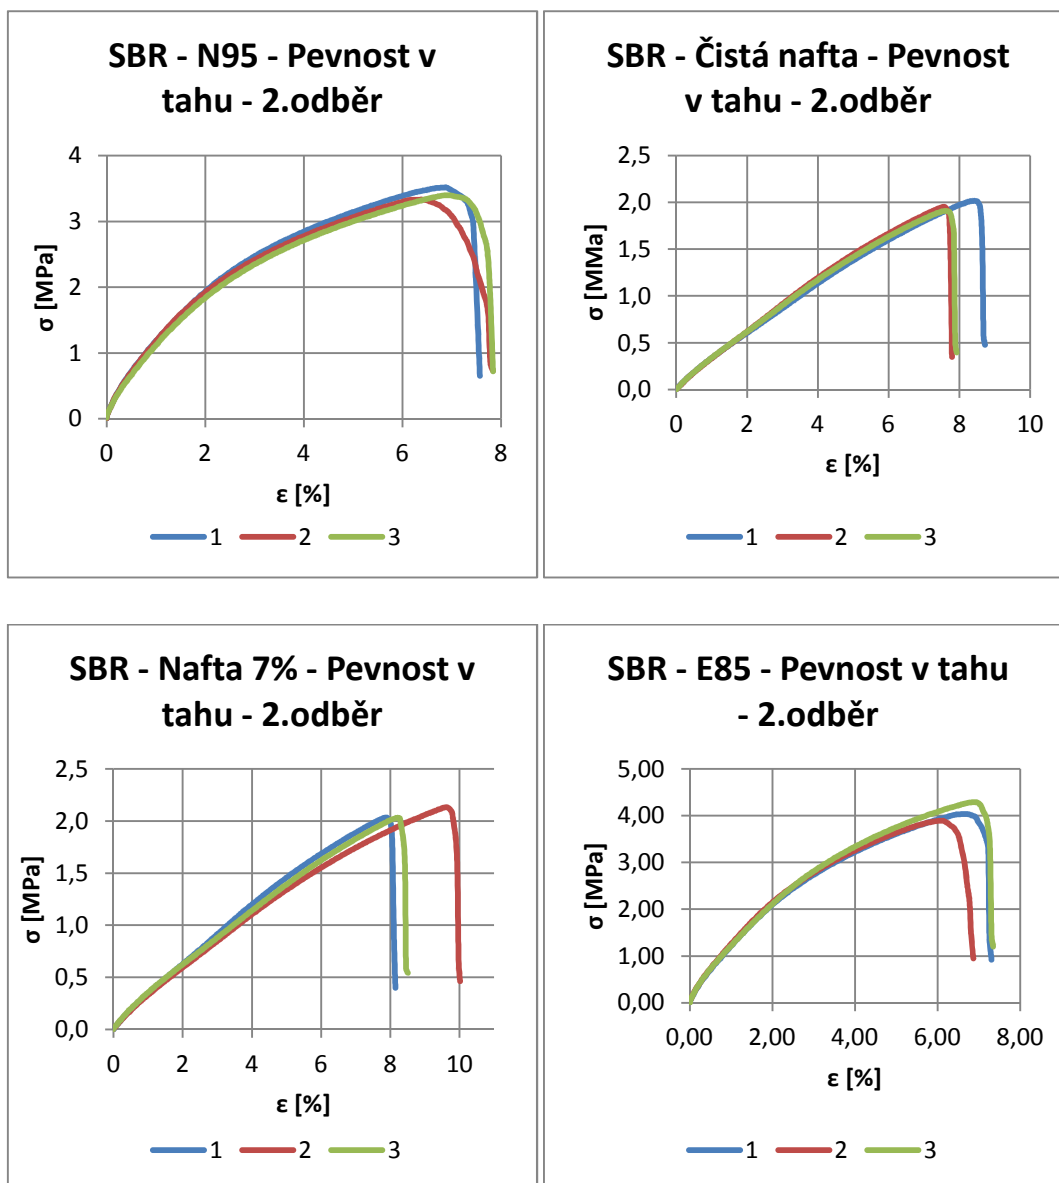 SBR - N95 - Pevnost v
tahu - 2.odběr
4
3
2
1
0
σ [MPa]
0 2 4 6 8
ε [%]
1 2 3
SBR - Čistá nafta - Pevnost
v tahu - 2.odběr
2,5
2,0
1,5
1,0
0,5
0,0
σ [MMa]
0 2 4 6 8 10
ε [%]
1 2 3
SBR - Nafta 7% - Pevnost v
tahu - 2.odběr
2,5
2,0
1,5
1,0
0,5
0,0
σ [MPa]
0 2 4 6 8 10
ε [%]
1 2 3
SBR - E85 - Pevnost v tahu
- 2.odběr
5,00
4,00
3,00
2,00
1,00
0,00
σ [MPa]
0,00 2,00 4,00 6,00 8,00
ε [%]
1 2 3